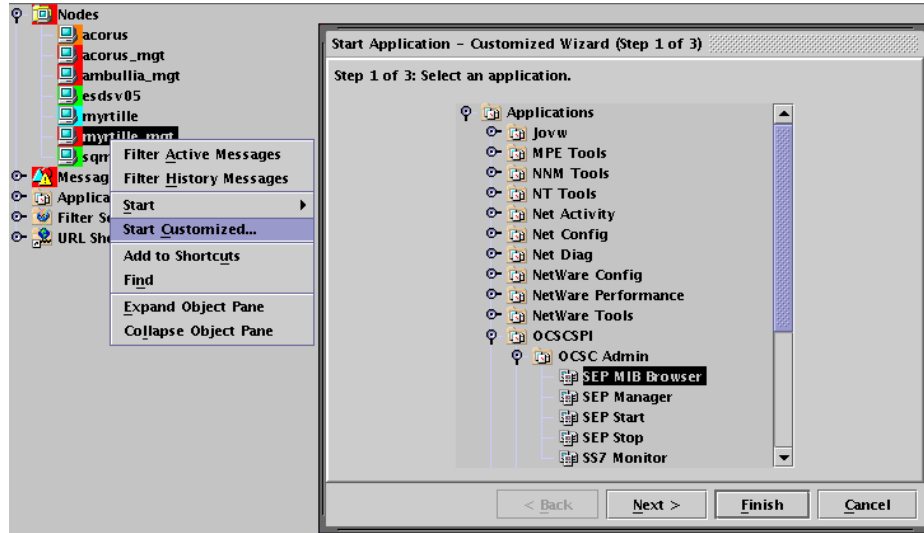 Nodes
acorus
acorus_mgt
ambullia_mgt
esdsv05
myrtille
myrtille_mgt
sqm
Messag
Applica
Filter Se
URL Sho
Filter Active Messages
Filter History Messages
Start
Start Customized...
Add to Shortcuts
Find
Expand Object Pane
Collapse Object Pane
Start Application - Customized Wizard (Step 1 of 3)
Step 1 of 3: Select an application.
Applications
Jovw
MPE Tools
NNM Tools
NT Tools
Net Activity
Net Config
Net Diag
NetWare Config
NetWare Performance
NetWare Tools
OCSCSPI
OCSC Admin
SEP MIB Browser
SEP Manager
SEP Start
SEP Stop
SS7 Monitor
< Back
Next >
Finish
Cancel